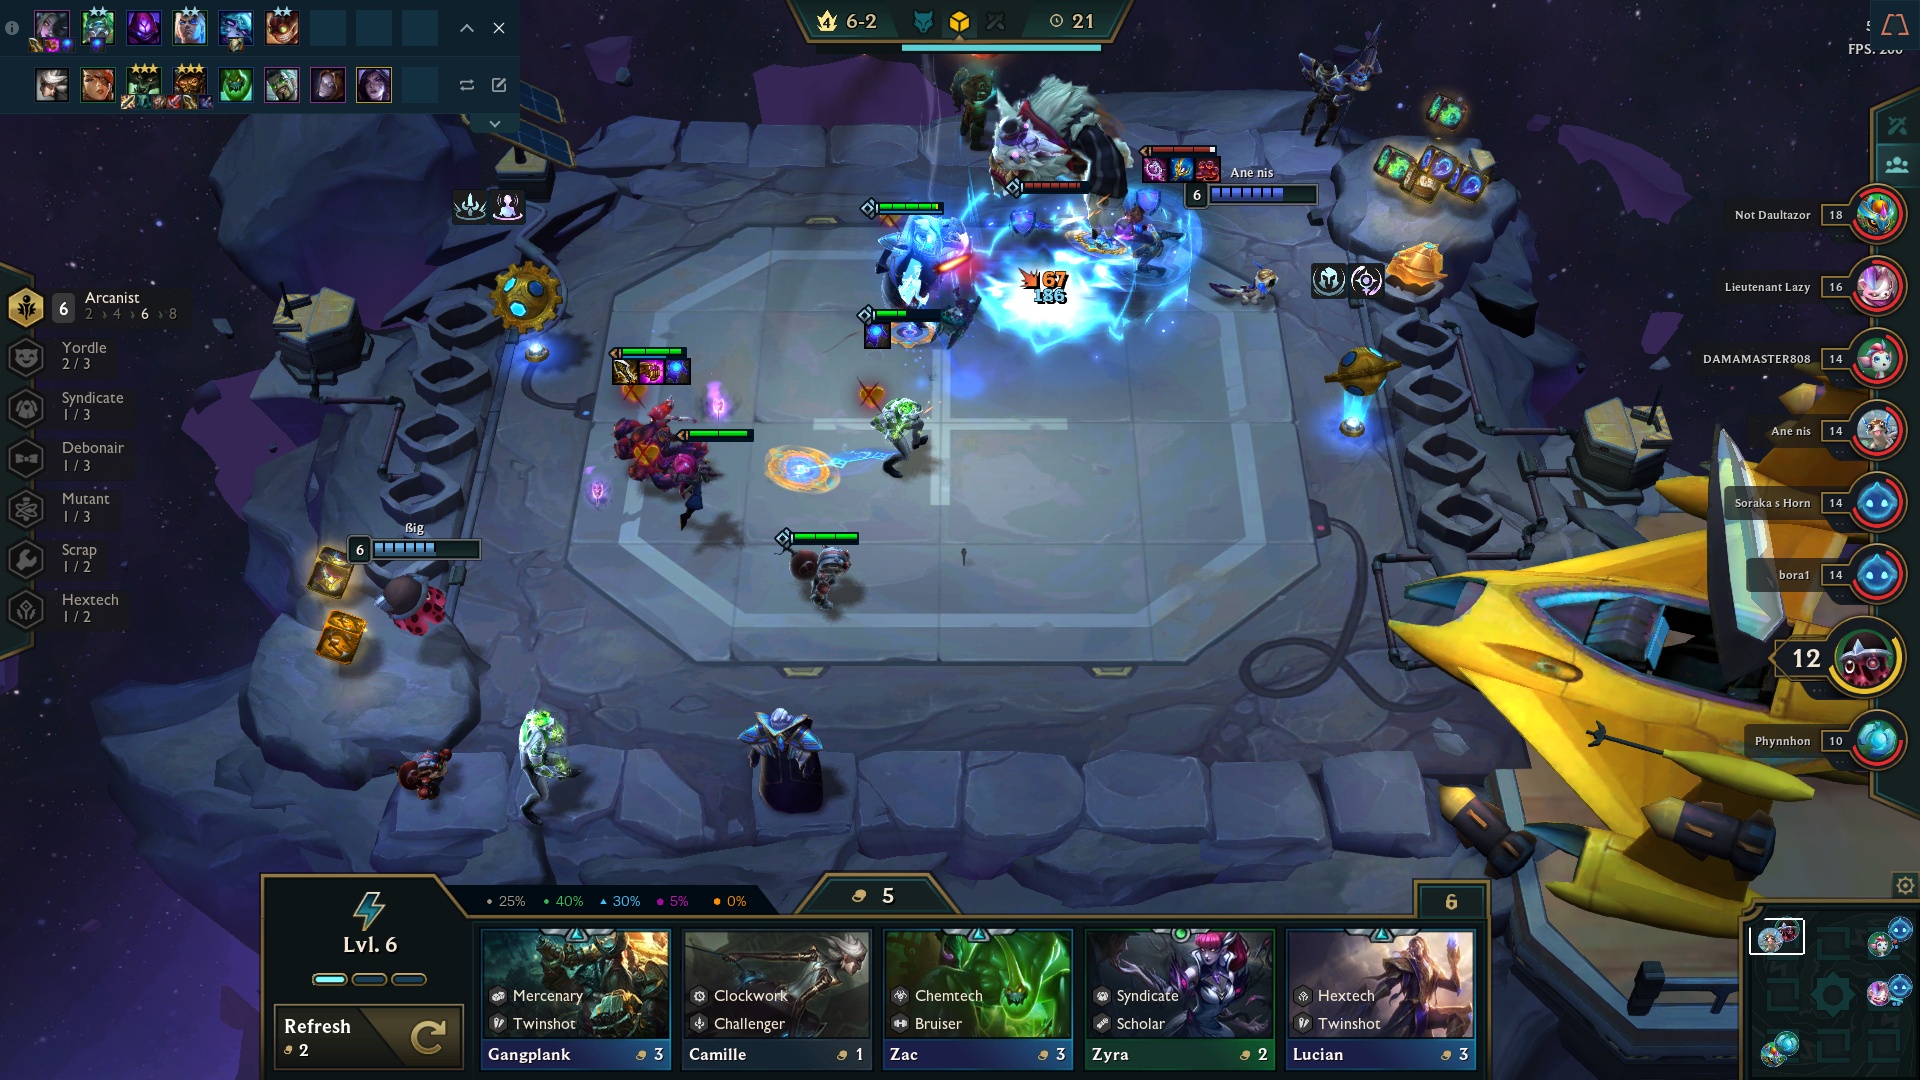 4 6-2 21
FPS: 200
Ane nis
6
Not Daultazor 18
Lieutenant Lazy 16
DAMAMASTER808 14
Ane nis 14
Soraka s Horn 14
bora1 14
12
Phynnhon 10
6 Arcanist
2 › 4 › 6 › 8
Yordle
2 / 3
Syndicate
1 / 3
Debonair
1 / 3
Mutant
1 / 3
Scrap
1 / 2
Hextech
1 / 2
67
186
ßig
6
25% 40% 30% 5% 0%
5
6
Lvl. 6
Refresh
2
Mercenary
Twinshot
Gangplank 3
Clockwork
Challenger
Camille 1
Chemtech
Bruiser
Zac 3
Syndicate
Scholar
Zyra 2
Hextech
Twinshot
Lucian 3